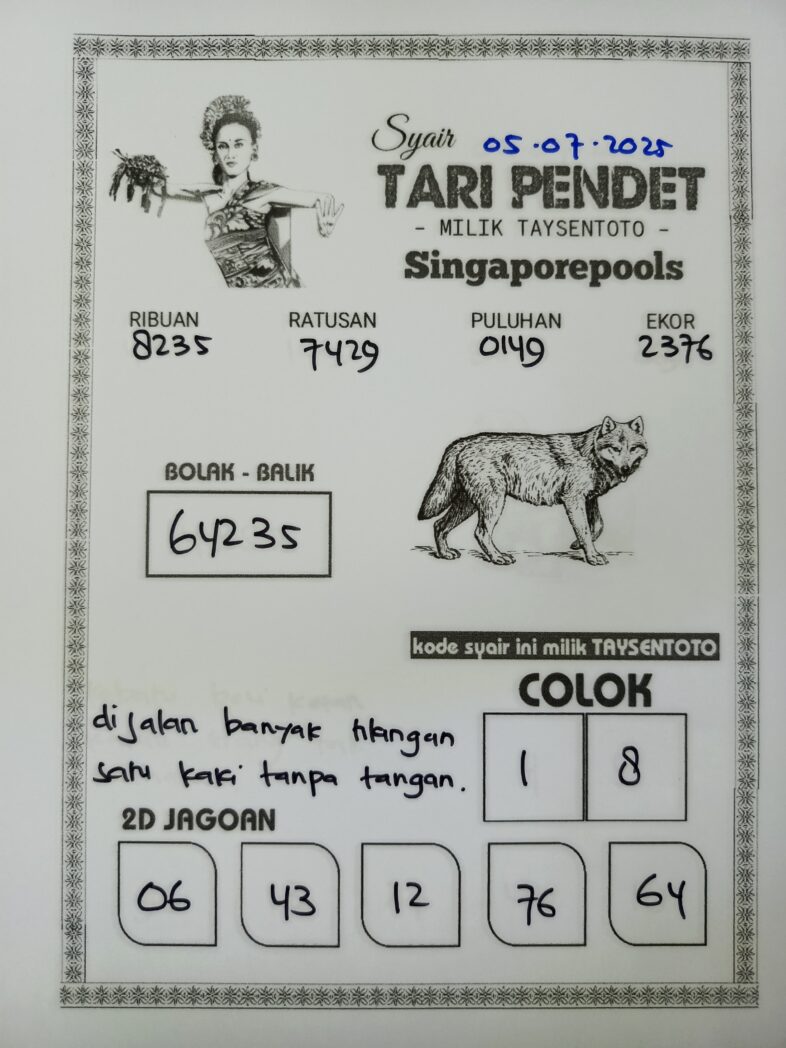 Syair 05.07.2025
TARI PENDET
- MILIK TAYSENTOTO -
Singaporepools
RIBUAN RATUSAN PULUHAN EKOR
8235 7429 0149 2376
BOLAK - BALIK
64235
kode syair ini milik TAYSENTOTO
COLOK
1 8
di jalan banyak tilangan
satu kaki tanpa tangan.
2D JAGOAN
06 43 12 76 64